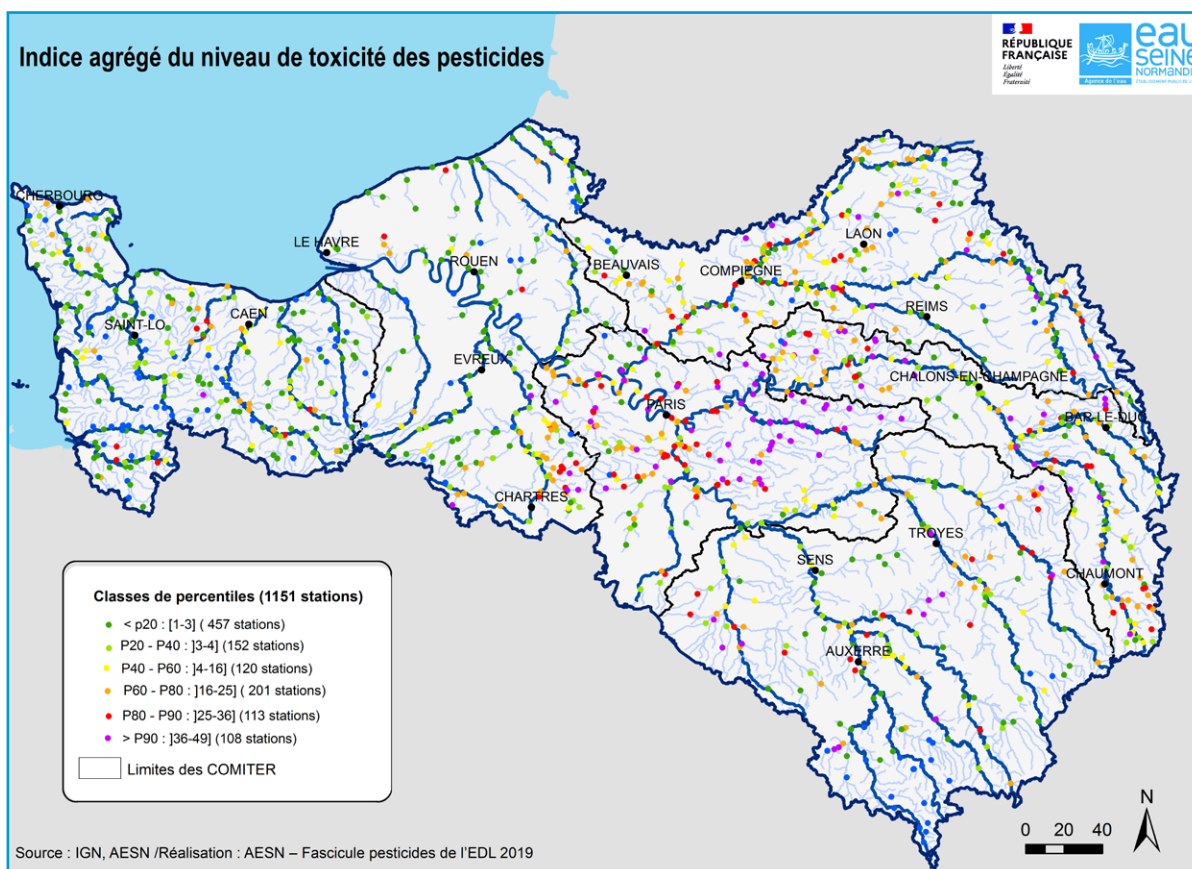 Indice agrégé du niveau de toxicité des pesticides
RÉPUBLIQUE
FRANÇAISE
Liberté
Égalité
Fraternité
eau
SEINE
NORMANDIE
Agence de l'eau
CHERBOURG
LE HAVRE
ROUEN
BEAUVAIS
COMPIEGNE
LAON
SAINT-LO
CAEN
REIMS
EVREUX
CHALONS-EN-CHAMPAGNE
PARIS
BAR-LE-DUC
CHARTRES
TROYES
SENS
CHAUMONT
AUXERRE
Classes de percentiles (1151 stations)
< p20 : [1-3] ( 457 stations)
P20 - P40 : ]3-4] (152 stations)
P40 - P60 : ]4-16] (120 stations)
P60 - P80 : ]16-25] ( 201 stations)
P80 - P90 : ]25-36] (113 stations)
> P90 : ]36-49] (108 stations)
Limites des COMITER
N
0 20 40
Source : IGN, AESN /Réalisation : AESN – Fascicule pesticides de l'EDL 2019